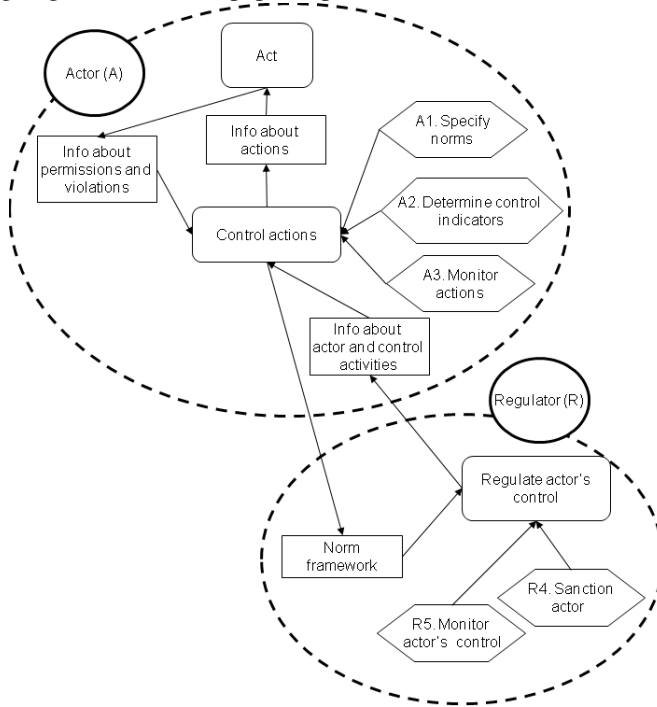 Actor (A)
Act
Info about
permissions and
violations
Info about
actions
A1. Specify
norms
A2. Determine control
indicators
Control actions
A3. Monitor
actions
Info about
actor and control
activities
Regulator (R)
Regulate actor's
control
Norm
framework
R4. Sanction
actor
R5. Monitor
actor's control